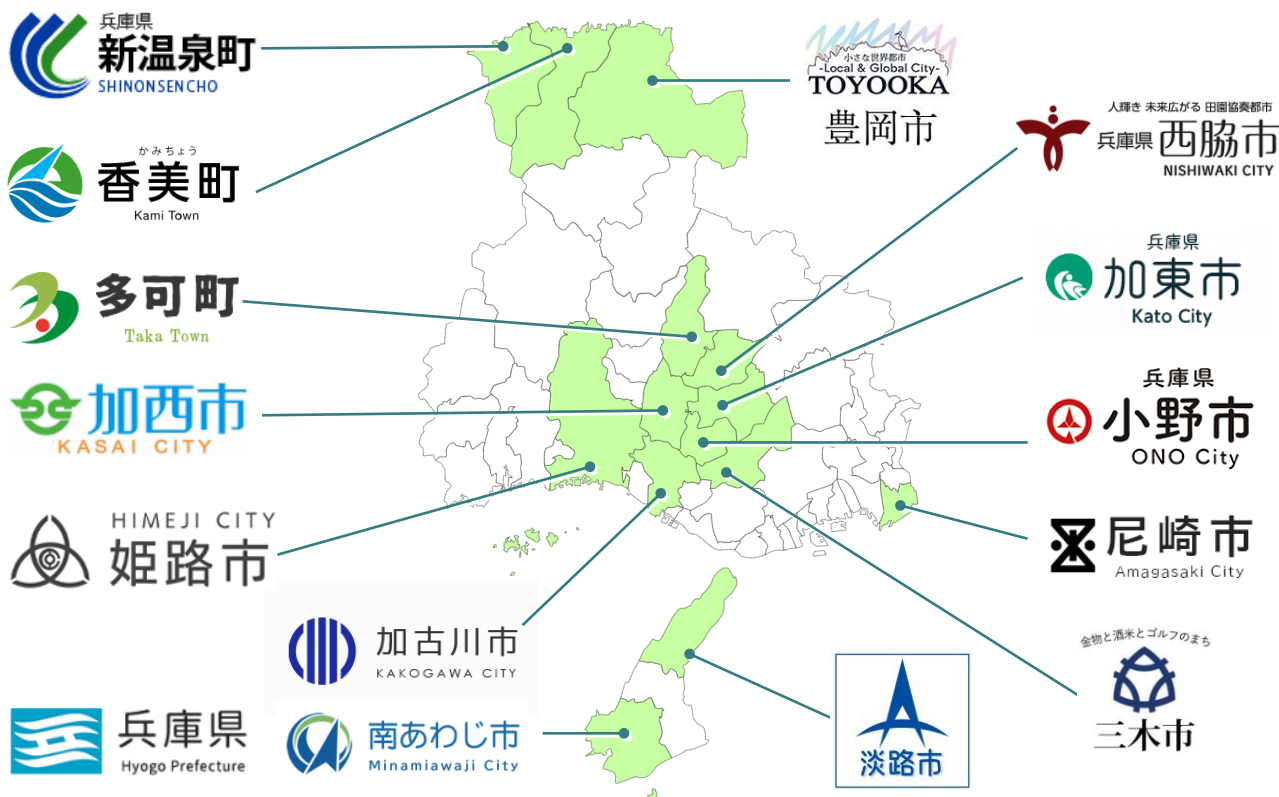 兵庫県
新温泉町
SHINONSENCHO
かみちょう
香美町
Kami Town
多可町
Taka Town
加西市
KASAI CITY
HIMEJI CITY
姫路市
加古川市
KAKOGAWA CITY
兵庫県
Hyogo Prefecture
南あわじ市
Minamiawaji City
小さな世界都市
-Local & Global City-
TOYOOKA
豊岡市
人輝き 未来広がる 田園協奏都市
兵庫県 西脇市
NISHIWAKI CITY
兵庫県
加東市
Kato City
兵庫県
小野市
ONO City
尼崎市
Amagasaki City
金物と酒米とゴルフのまち
三木市
淡路市